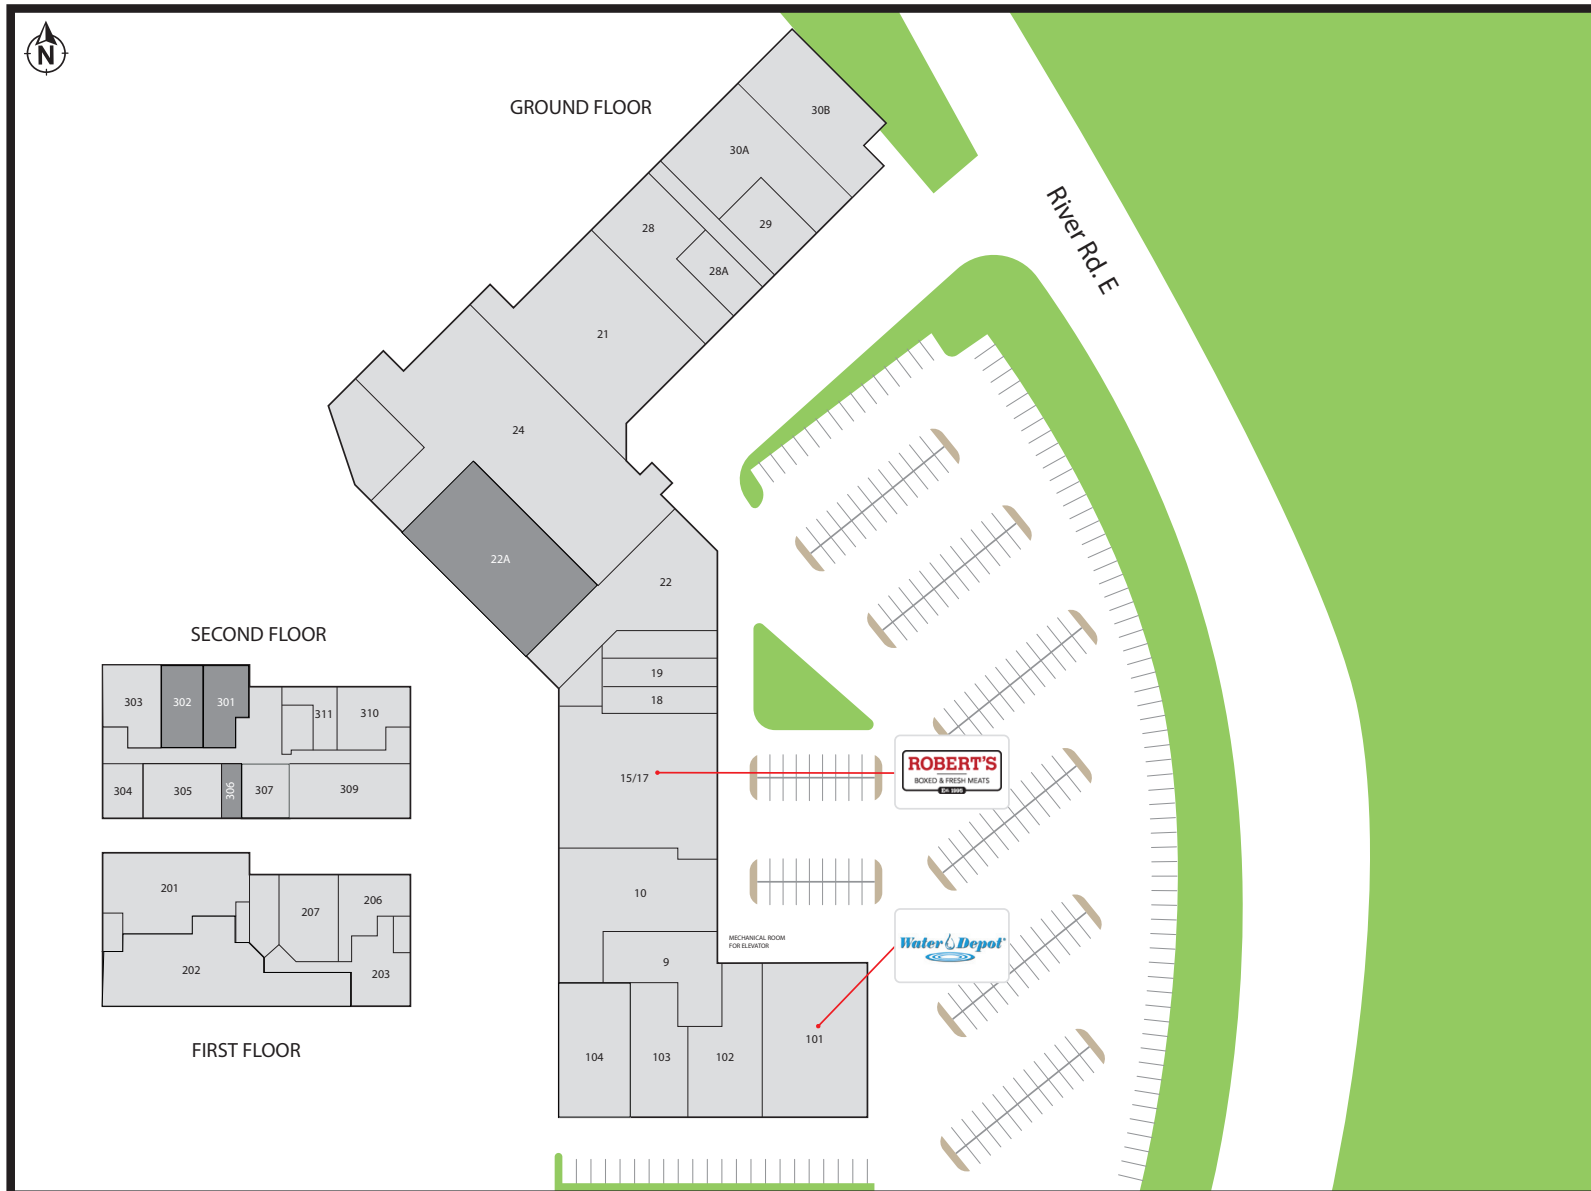 N
GROUND FLOOR
30B
30A
River Rd. E
29
28
28A
21
24
22A
22
SECOND FLOOR
19
18
303
302
301
311
310
15/17
ROBERT'S
BOXED & FRESH MEATS
Est 1995
304
305
306
307
309
201
10
207
206
MECHANICAL ROOM
FOR ELEVATOR
Water Depot
9
202
203
101
FIRST FLOOR
104
103
102